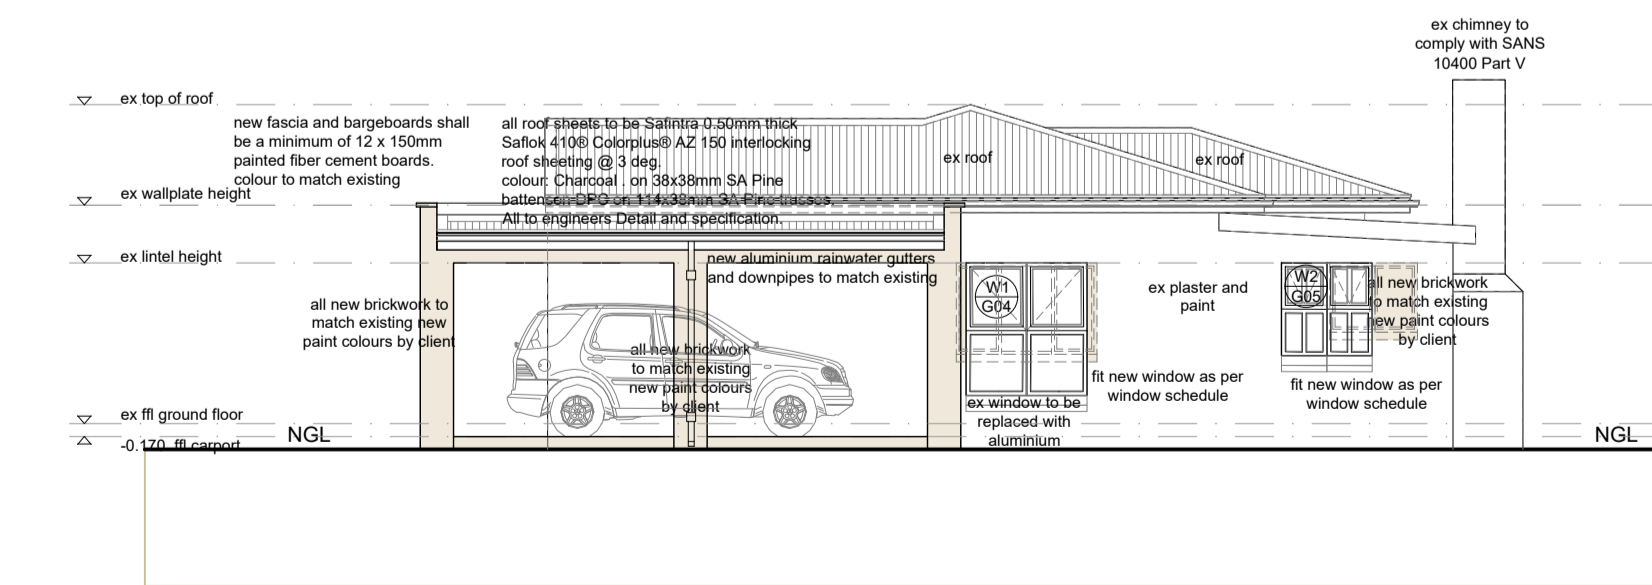 ex chimney to
comply with SANS
10400 Part V
ex top of roof
new fascia and bargeboards shall
be a minimum of 12 x 150mm
painted fiber cement boards.
colour to match existing
all roof sheets to be Safintra 0.50mm thick
Saflok 410® Colorplus® AZ 150 interlocking
roof sheeting @ 3 deg.
colour: Charcoal . on 38x38mm SA Pine
battens on DPC on 114x38mm SA Pine trusses.
All to engineers Detail and specification.
ex roof
ex roof
ex wallplate height
ex lintel height
new aluminium rainwater gutters
and downpipes to match existing
W1
G04
ex plaster and
paint
W2
G05
all new brickwork
to match existing
new paint colours
by client
all new brickwork to
match existing new
paint colours by client
all new brickwork
to match existing
new paint colours
by client
fit new window as per
window schedule
fit new window as per
window schedule
ex window to be
replaced with
aluminium
ex ffl ground floor
-0.170 ffl carport
NGL
NGL